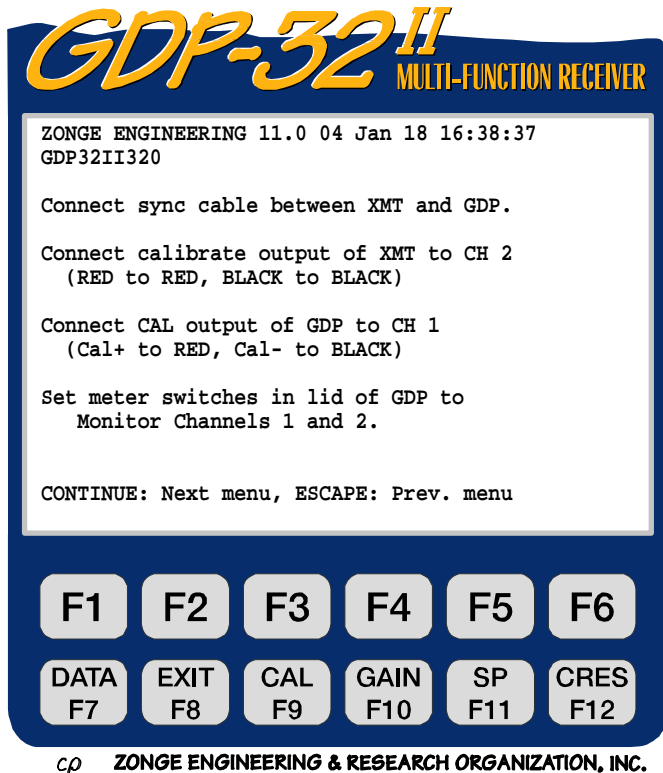 GDP-32 II
MULTI-FUNCTION RECEIVER
ZONGE ENGINEERING 11.0 04 Jan 18 16:38:37
GDP32II320
Connect sync cable between XMT and GDP.
Connect calibrate output of XMT to CH 2
(RED to RED, BLACK to BLACK)
Connect CAL output of GDP to CH 1
(Cal+ to RED, Cal- to BLACK)
Set meter switches in lid of GDP to
Monitor Channels 1 and 2.
CONTINUE: Next menu, ESCAPE: Prev. menu
F1 F2 F3 F4 F5 F6
DATA EXIT CAL GAIN SP CRES
F7 F8 F9 F10 F11 F12
ZONGE ENGINEERING & RESEARCH ORGANIZATION, INC.